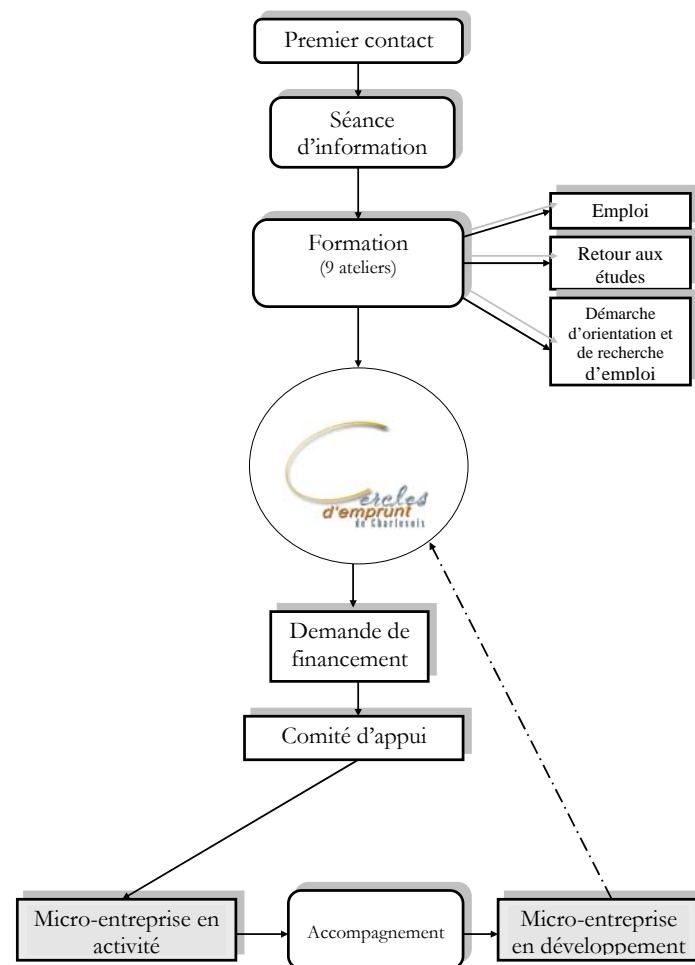 Premier contact
Séance
d'information
Formation
(9 ateliers)
Emploi
Retour aux
études
Démarche
d'orientation et
de recherche
d'emploi
Cercles
d'emprunt
de Charlevoix
Demande de
financement
Comité d'appui
Micro-entreprise en
activité
Accompagnement
Micro-entreprise
en développement